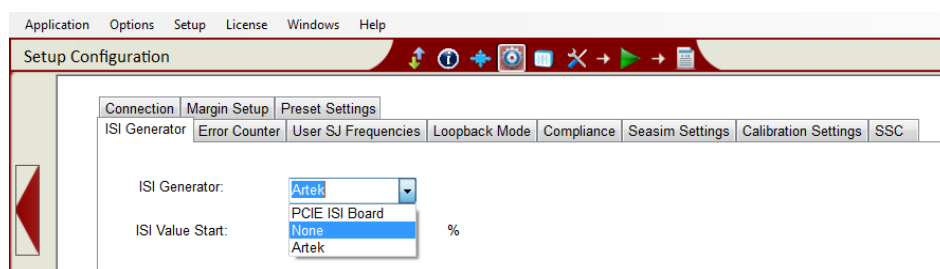 Application Options Setup License Windows Help
Setup Configuration
Connection Margin Setup Preset Settings
ISI Generator Error Counter User SJ Frequencies Loopback Mode Compliance Seasim Settings Calibration Settings SSC
ISI Generator: Artek
PCIE ISI Board
ISI Value Start: None %
Artek